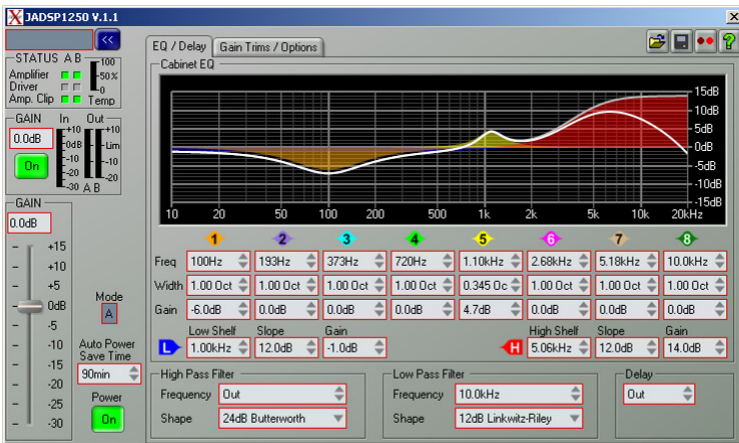 JADSP1250 V.1.1
<<
STATUS A B
100
50%
0
Temp
Amplifier
Driver
Amp. Clip
GAIN In Out
0.0dB
On
+10
0dB
-10
-20
-30
+10
Lim
-10
-20
A B
GAIN
0.0dB
+15
+10
+5
0dB
-5
-10
-15
-20
-25
-30
Mode
A
Auto Power
Save Time
90min
Power
On
EQ / Delay Gain Trims / Options
?
Cabinet EQ
15dB
10dB
5dB
0dB
-5dB
-10dB
-15dB
10 20 50 100 200 500 1k 2k 5k 10k 20kHz
1 2 3 4 5 6 7 8
Freq 100Hz 193Hz 373Hz 720Hz 1.10kHz 2.68kHz 5.18kHz 10.0kHz
Width 1.00 Oct 1.00 Oct 1.00 Oct 1.00 Oct 0.345 Oc 1.00 Oct 1.00 Oct 1.00 Oct
Gain -6.0dB 0.0dB 0.0dB 0.0dB 4.7dB 0.0dB 0.0dB 0.0dB
Low Shelf Slope Gain High Shelf Slope Gain
L 1.00kHz 12.0dB -1.0dB H 5.06kHz 12.0dB 14.0dB
High Pass Filter
Frequency Out
Shape 24dB Butterworth
Low Pass Filter
Frequency 10.0kHz
Shape 12dB Linkwitz-Riley
Delay
Out